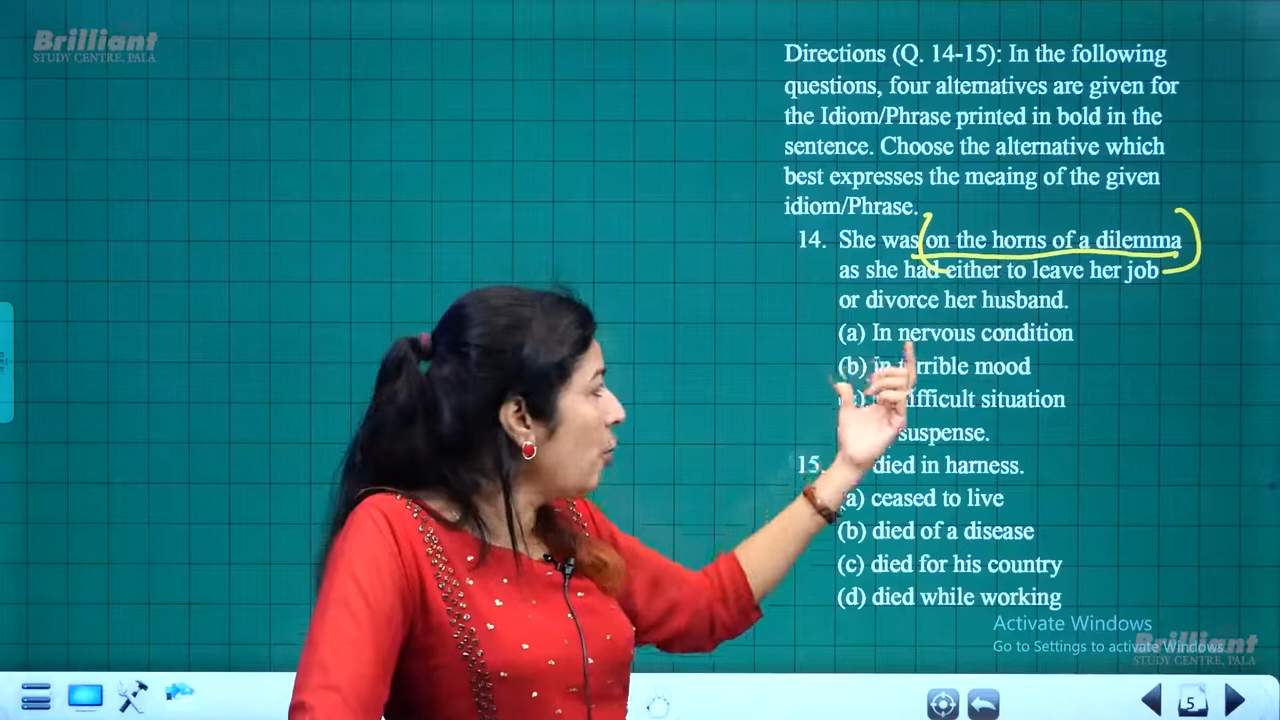 Brilliant
STUDY CENTRE, PALA
Directions (Q. 14-15): In the following
questions, four alternatives are given for
the Idiom/Phrase printed in bold in the
sentence. Choose the alternative which
best expresses the meaing of the given
idiom/Phrase.
14. She was on the horns of a dilemma
as she had either to leave her job
or divorce her husband.
(a) In nervous condition
(b) in terrible mood
difficult situation
suspense.
15. died in harness.
(a) ceased to live
(b) died of a disease
(c) died for his country
(d) died while working
Activate Windows
Go to Settings to activate Windows.
Brilliant
STUDY CENTRE, PALA
5